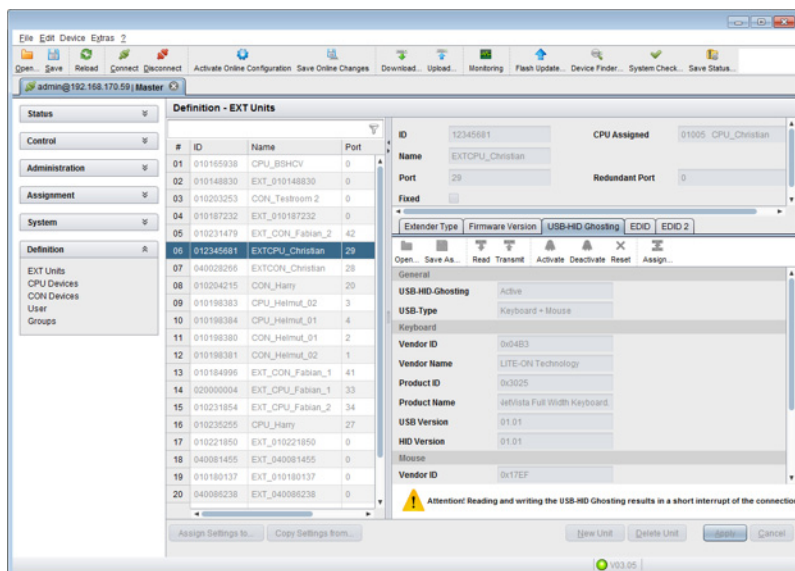 File Edit Device Extras ?
Open... Save Reload Connect Disconnect Activate Online Configuration Save Online Changes Download... Upload... Monitoring Flash Update... Device Finder... System Check... Save Status...
admin@192.168.170.59 | Master
Status
Control
Administration
Assignment
System
Definition
EXT Units
CPU Devices
CON Devices
User
Groups
Definition - EXT Units
# ID Name Port
01 010165938 CPU_BSHCV 0
02 010148830 EXT_010148830 0
03 010203253 CON_Testroom 2 0
04 010187232 EXT_010187232 0
05 010231479 EXT_CON_Fabian_2 42
06 012345681 EXTCPU_Christian 29
07 040028266 EXTCON_Christian 28
08 010204215 CON_Harry 20
09 010198383 CPU_Helmut_02 3
10 010198384 CPU_Helmut_01 4
11 010198380 CON_Helmut_01 2
12 010198381 CON_Helmut_02 1
13 010184996 EXT_CON_Fabian_1 41
14 020000004 EXT_CPU_Fabian_1 33
15 010231854 EXT_CPU_Fabian_2 34
16 010235255 CPU_Harry 27
17 010221850 EXT_010221850 0
18 040081455 EXT_040081455 0
19 010180137 EXT_010180137 0
20 040086238 EXT_040086238 0
Assign Settings to... Copy Settings from...
ID 12345681 CPU Assigned 01005 CPU_Christian
Name EXTCPU_Christian
Port 29 Redundant Port 0
Fixed
Extender Type Firmware Version USB-HID Ghosting EDID EDID 2
Open... Save As... Read Transmit Activate Deactivate Reset Assign...
General
USB-HID-Ghosting Active
USB-Type Keyboard + Mouse
Keyboard
Vendor ID 0x04B3
Vendor Name LITE-ON Technology
Product ID 0x3025
Product Name NetVista Full Width Keyboard.
USB Version 01.01
HID Version 01.01
Mouse
Vendor ID 0x17EF
Attention! Reading and writing the USB-HID Ghosting results in a short interrupt of the connection
New Unit Delete Unit Apply Cancel
V03.05